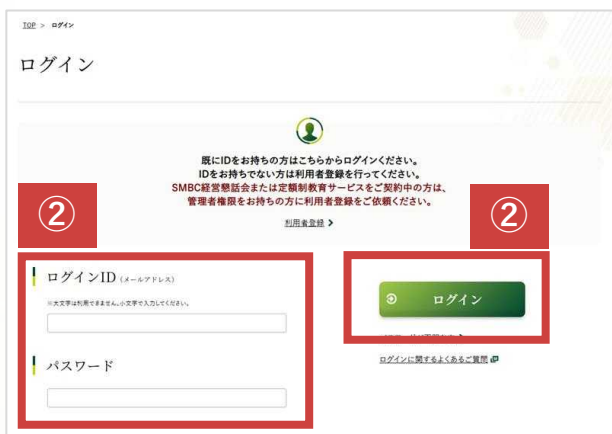 TOP > ログイン
ログイン
既にIDをお持ちの方はこちらからログインください。
IDをお持ちでない方は利用者登録を行ってください。
SMBC経営懇話会または定額制教育サービスをご契約中の方は、
管理者権限をお持ちの方に利用者登録をご依頼ください。
利用者登録
②
②
ログインID (メールアドレス)
※大文字は利用できません。小文字で入力してください。
パスワード
ログイン
ログインに関するよくあるご質問